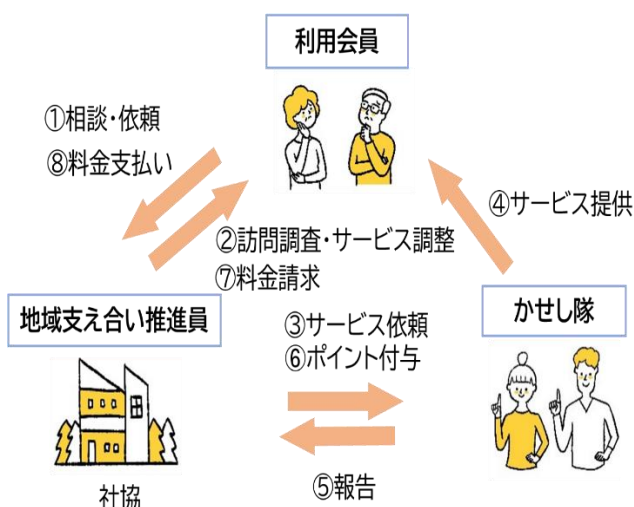 利用会員
①相談・依頼
⑧料金支払い
④サービス提供
②訪問調査・サービス調整
⑦料金請求
地域支え合い推進員
かせし隊
③サービス依頼
⑥ポイント付与
⑤報告
社協